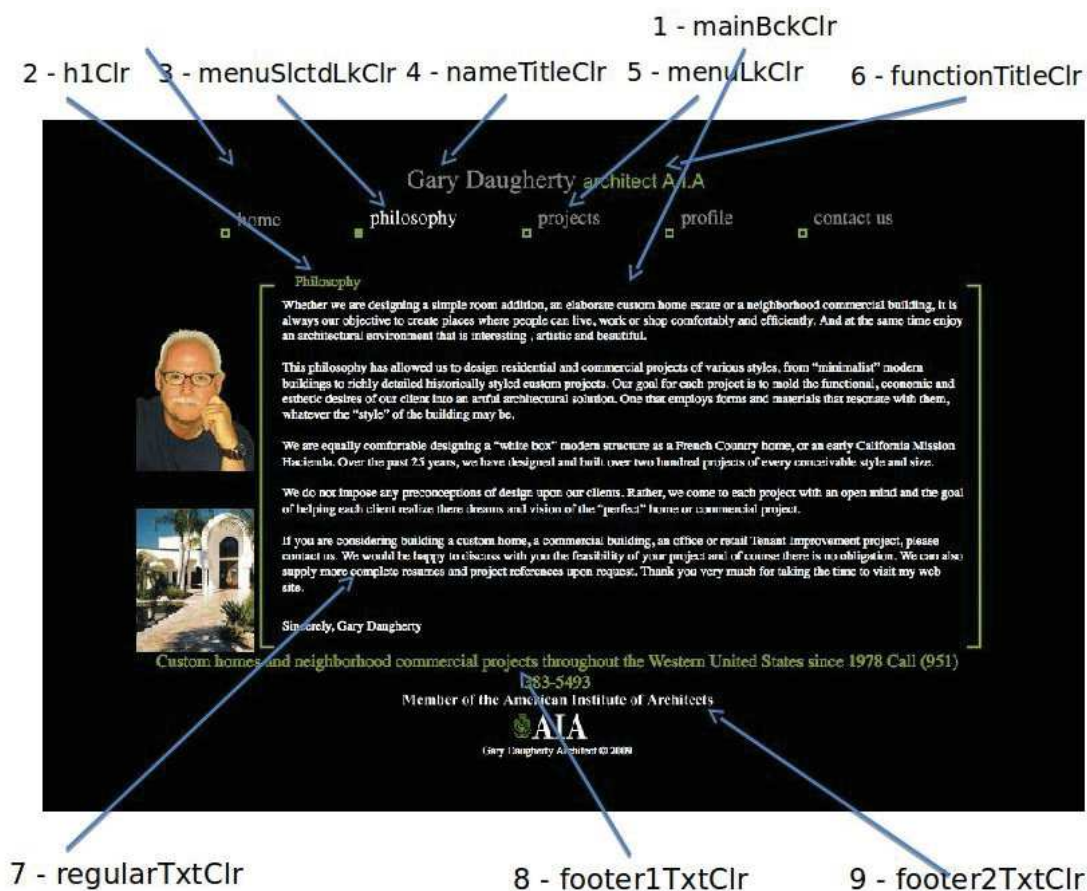 1 - mainBckClr
2 - h1Clr 3 - menuSlctdLkClr 4 - nameTitleClr 5 - menuLkClr 6 - functionTitleClr
Gary Daugherty architect A.I.A
home philosophy projects profile contact us
Philosophy
Whether we are designing a simple room addition, an elaborate custom home estate or a neighborhood commercial building, it is
always our objective to create places where people can live, work or shop comfortably and efficiently. And at the same time enjoy
an architectural environment that is interesting , artistic and beautiful.
This philosophy has allowed us to design residential and commercial projects of various styles, from “minimalist” modern
buildings to richly detailed historically styled custom projects. Our goal for each project is to mold the functional, economic and
esthetic desires of our client into an artful architectural solution. One that employs forms and materials that resonate with them,
whatever the “style” of the building may be.
We are equally comfortable designing a “white box” modern structure as a French Country home, or an early California Mission
Hacienda. Over the past 25 years, we have designed and built over two hundred projects of every conceivable style and size.
We do not impose any preconceptions of design upon our clients. Rather, we come to each project with an open mind and the goal
of helping each client realize there dreams and vision of the “perfect” home or commercial project.
If you are considering building a custom home, a commercial building, an office or retail Tenant Improvement project, please
contact us. We would be happy to discuss with you the feasibility of your project and of course there is no obligation. We can also
supply more complete resumes and project references upon request. Thank you very much for taking the time to visit my web
site.
Sincerely, Gary Daugherty
Custom homes and neighborhood commercial projects throughout the Western United States since 1978 Call (951)
283-5493
Member of the American Institute of Architects
AIA
Gary Daugherty Architect © 2009
7 - regularTxtClr 8 - footer1TxtClr 9 - footer2TxtClr